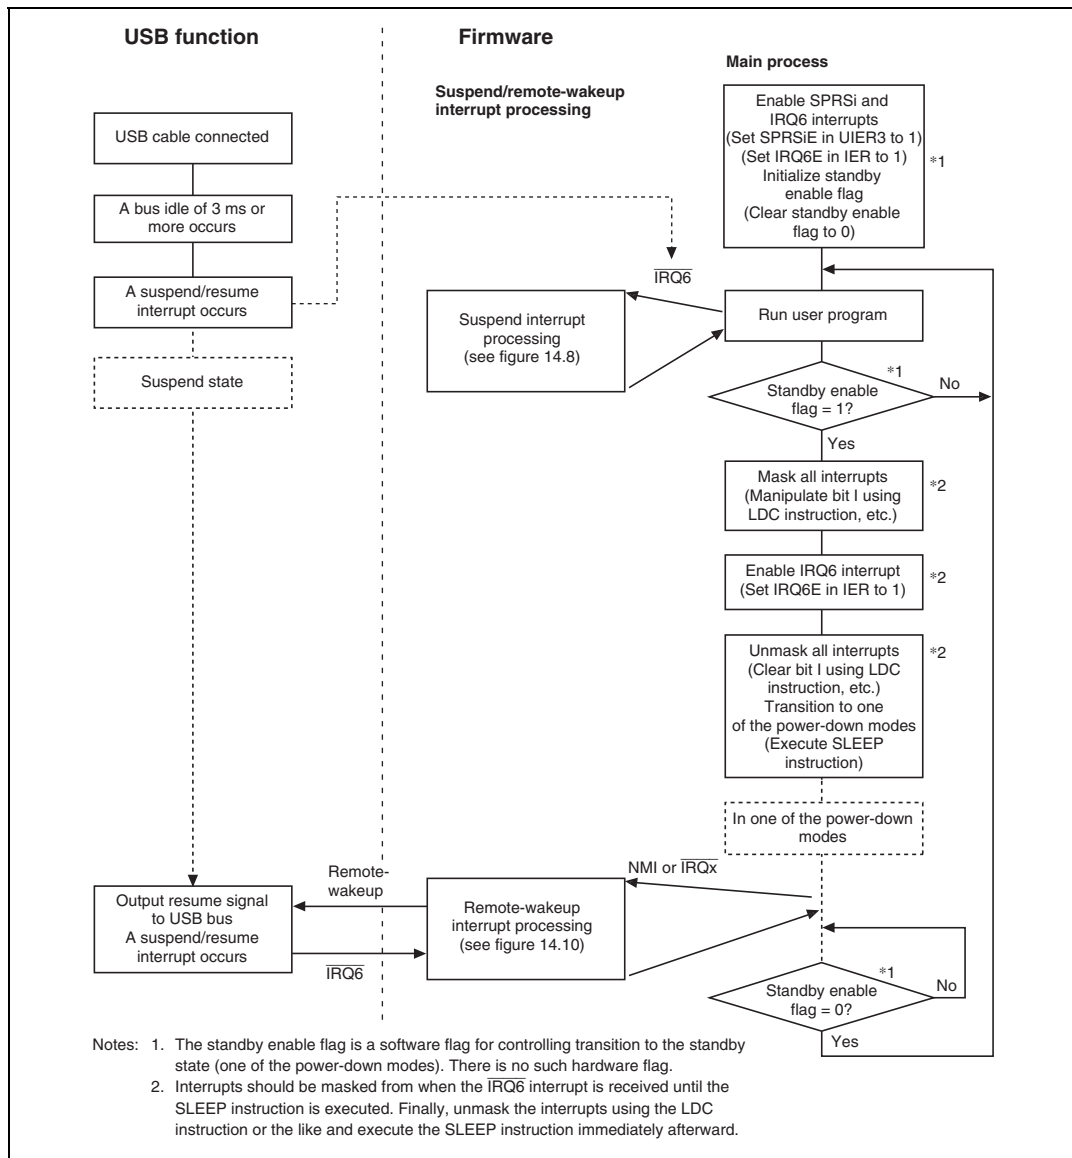 USB function
Firmware
Main process
Suspend/remote-wakeup
interrupt processing
Enable SPRSi and
IRQ6 interrupts
(Set SPRSiE in UIER3 to 1)
(Set IRQ6E in IER to 1)
Initialize standby
enable flag
(Clear standby enable
flag to 0)
*1
USB cable connected
A bus idle of 3 ms or
more occurs
A suspend/resume
interrupt occurs
IRQ6
Suspend interrupt
processing
(see figure 14.8)
Run user program
Suspend state
*1
Standby enable
flag = 1?
No
Yes
Mask all interrupts
(Manipulate bit I using
LDC instruction, etc.)
*2
Enable IRQ6 interrupt
(Set IRQ6E in IER to 1)
*2
Unmask all interrupts
(Clear bit I using LDC
instruction, etc.)
Transition to one
of the power-down modes
(Execute SLEEP
instruction)
*2
In one of the power-down
modes
Remote-
wakeup
NMI or IRQx
Output resume signal
to USB bus
A suspend/resume
interrupt occurs
IRQ6
Remote-wakeup
interrupt processing
(see figure 14.10)
*1
Standby enable
flag = 0?
No
Yes
Notes: 1. The standby enable flag is a software flag for controlling transition to the standby
state (one of the power-down modes). There is no such hardware flag.
2. Interrupts should be masked from when the IRQ6 interrupt is received until the
SLEEP instruction is executed. Finally, unmask the interrupts using the LDC
instruction or the like and execute the SLEEP instruction immediately afterward.